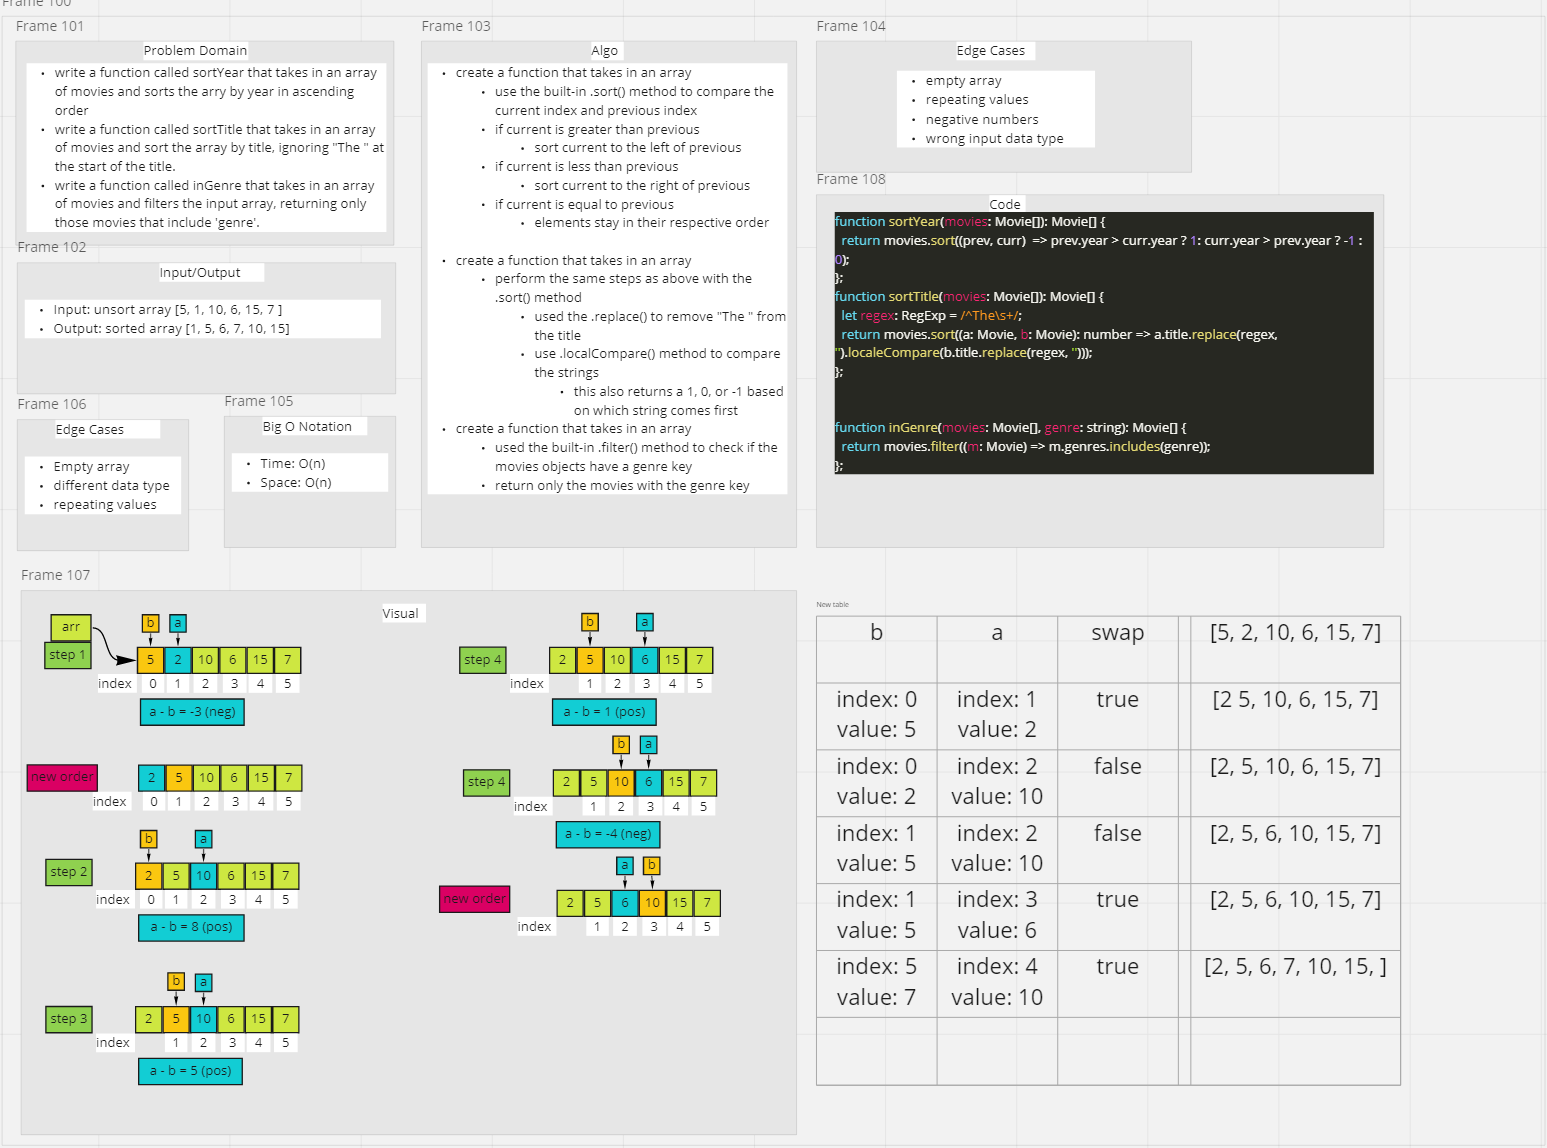 Frame 100
Frame 101
Problem Domain
• write a function called sortYear that takes in an array
of movies and sorts the arry by year in ascending
order
• write a function called sortTitle that takes in an array
of movies and sort the array by title, ignoring "The " at
the start of the title.
• write a function called inGenre that takes in an array
of movies and filters the input array, returning only
those movies that include 'genre'.
Frame 102
Input/Output
• Input: unsort array [5, 1, 10, 6, 15, 7 ]
• Output: sorted array [1, 5, 6, 7, 10, 15]
Frame 106
Edge Cases
• Empty array
• different data type
• repeating values
Frame 105
Big O Notation
• Time: O(n)
• Space: O(n)
Frame 103
Algo
• create a function that takes in an array
• use the built-in .sort() method to compare the
current index and previous index
• if current is greater than previous
• sort current to the left of previous
• if current is less than previous
• sort current to the right of previous
• if current is equal to previous
• elements stay in their respective order
• create a function that takes in an array
• perform the same steps as above with the
.sort() method
• used the .replace() to remove "The " from
the title
• use .localCompare() method to compare
the strings
• this also returns a 1, 0, or -1 based
on which string comes first
• create a function that takes in an array
• used the built-in .filter() method to check if the
movies objects have a genre key
• return only the movies with the genre key
Frame 104
Edge Cases
• empty array
• repeating values
• negative numbers
• wrong input data type
Frame 108
Code
function sortYear(movies: Movie[]): Movie[] {
return movies.sort((prev, curr) => prev.year > curr.year ? 1: curr.year > prev.year ? -1 :
0);
};
function sortTitle(movies: Movie[]): Movie[] {
let regex: RegExp = /^The\s+/;
return movies.sort((a: Movie, b: Movie): number => a.title.replace(regex,
'').localeCompare(b.title.replace(regex, '')));
};
function inGenre(movies: Movie[], genre: string): Movie[] {
return movies.filter((m: Movie) => m.genres.includes(genre));
};
Frame 107
Visual
arr
b a
step 1
5 2 10 6 15 7
index 0 1 2 3 4 5
a - b = -3 (neg)
new order
2 5 10 6 15 7
index 0 1 2 3 4 5
b a
step 2
2 5 10 6 15 7
index 0 1 2 3 4 5
a - b = 8 (pos)
b a
step 3
2 5 10 6 15 7
index 1 2 3 4 5
a - b = 5 (pos)
b a
step 4
2 5 10 6 15 7
index 1 2 3 4 5
a - b = 1 (pos)
b a
step 4
2 5 10 6 15 7
index 1 2 3 4 5
a - b = -4 (neg)
a b
new order
2 5 6 10 15 7
index 1 2 3 4 5
New table
b a swap [5, 2, 10, 6, 15, 7]
index: 0 index: 1 true [2 5, 10, 6, 15, 7]
value: 5 value: 2
index: 0 index: 2 false [2, 5, 10, 6, 15, 7]
value: 2 value: 10
index: 1 index: 2 false [2, 5, 6, 10, 15, 7]
value: 5 value: 10
index: 1 index: 3 true [2, 5, 6, 10, 15, 7]
value: 5 value: 6
index: 5 index: 4 true [2, 5, 6, 7, 10, 15, ]
value: 7 value: 10